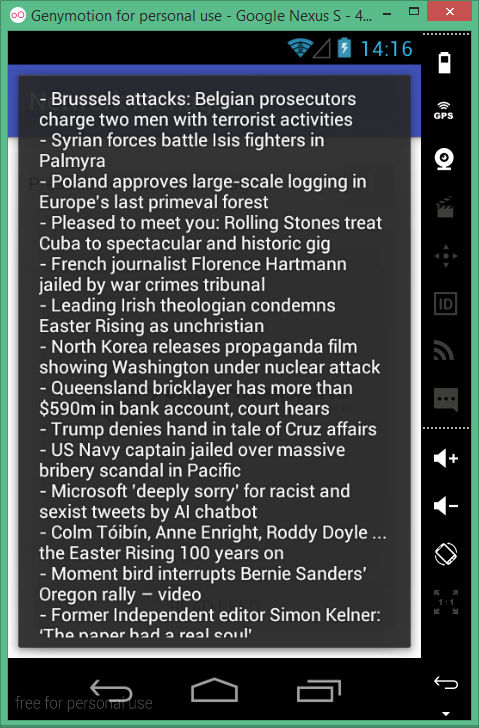 Genymotion for personal use - Google Nexus S - 4...
14:16
- Brussels attacks: Belgian prosecutors
charge two men with terrorist activities
- Syrian forces battle Isis fighters in
Palmyra
- Poland approves large-scale logging in
Europe's last primeval forest
- Pleased to meet you: Rolling Stones treat
Cuba to spectacular and historic gig
- French journalist Florence Hartmann
jailed by war crimes tribunal
- Leading Irish theologian condemns
Easter Rising as unchristian
- North Korea releases propaganda film
showing Washington under nuclear attack
- Queensland bricklayer has more than
$590m in bank account, court hears
- Trump denies hand in tale of Cruz affairs
- US Navy captain jailed over massive
bribery scandal in Pacific
- Microsoft 'deeply sorry' for racist and
sexist tweets by AI chatbot
- Colm Tóibín, Anne Enright, Roddy Doyle ...
the Easter Rising 100 years on
- Moment bird interrupts Bernie Sanders'
Oregon rally – video
- Former Independent editor Simon Kelner:
‘The paper had a real soul’
GPS
ID
1:1
free for personal use